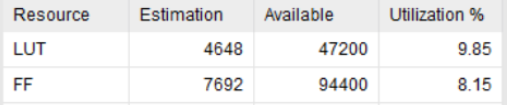 Resource Estimation Available Utilization %
LUT 4648 47200 9.85
FF 7692 94400 8.15